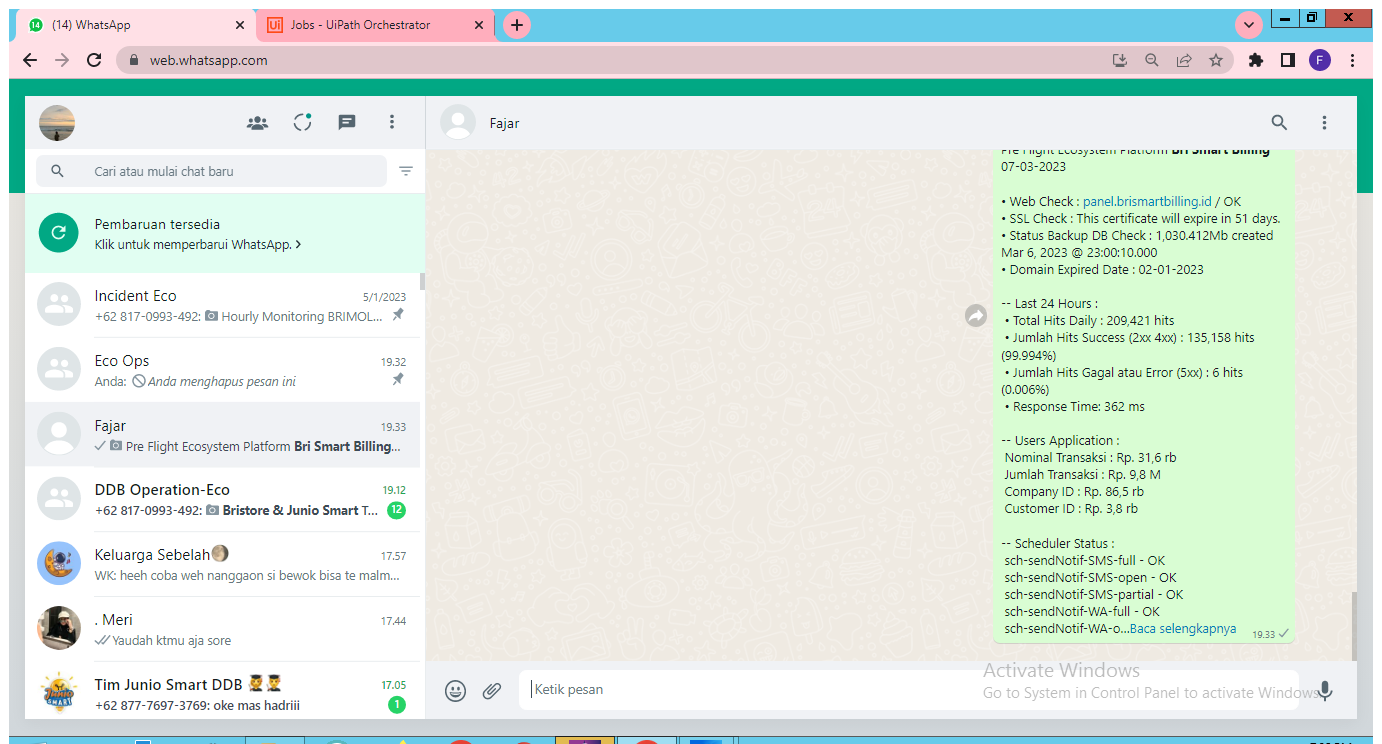 14
(14) WhatsApp
Ui
Jobs - UiPath Orchestrator
web.whatsapp.com
F
Fajar
Cari atau mulai chat baru
Pembaruan tersedia
Klik untuk memperbarui WhatsApp.
Incident Eco
5/1/2023
+62 817-0993-492: Hourly Monitoring BRIMOL...
Eco Ops
19.32
Anda: Anda menghapus pesan ini
Fajar
19.33
Pre Flight Ecosystem Platform Bri Smart Billing...
DDB Operation-Eco
19.12
+62 817-0993-492: Bristore & Junio Smart T...
12
Keluarga Sebelah
17.57
WK: heeh coba weh nanggaon si bewok bisa te malm...
. Meri
17.44
Yaudah ktmu aja sore
JUNIO SMART
Tim Junio Smart DDB
17.05
+62 877-7697-3769: oke mas hadriii
1
Pre Flight Ecosystem Platform Bri Smart Billing
07-03-2023
• Web Check : panel.brismartbilling.id / OK
• SSL Check : This certificate will expire in 51 days.
• Status Backup DB Check : 1,030.412Mb created
Mar 6, 2023 @ 23:00:10.000
• Domain Expired Date : 02-01-2023
-- Last 24 Hours :
• Total Hits Daily : 209,421 hits
• Jumlah Hits Success (2xx 4xx) : 135,158 hits
(99.994%)
• Jumlah Hits Gagal atau Error (5xx) : 6 hits
(0.006%)
• Response Time: 362 ms
-- Users Application :
Nominal Transaksi : Rp. 31,6 rb
Jumlah Transaksi : Rp. 9,8 M
Company ID : Rp. 86,5 rb
Customer ID : Rp. 3,8 rb
-- Scheduler Status :
sch-sendNotif-SMS-full - OK
sch-sendNotif-SMS-open - OK
sch-sendNotif-SMS-partial - OK
sch-sendNotif-WA-full - OK
sch-sendNotif-WA-o...Baca selengkapnya
19.33
Ketik pesan
Activate Windows
Go to System in Control Panel to activate Windows.